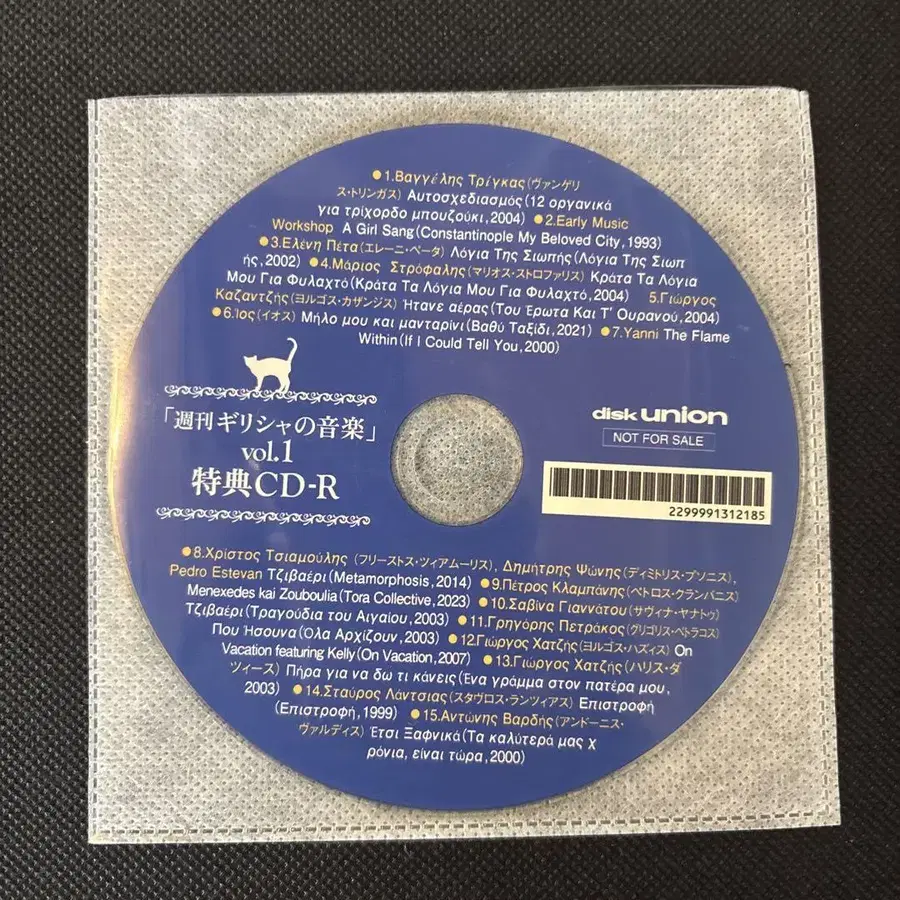 ●1.Βαγγέλης Τρίγκας(ヴァンゲリ
ス・トリンガス) Αυτοσχεδιασμός(12 οργανικά
για τρίχορδο μπουζούκι,2004) ●2.Early Music
Workshop A Girl Sang(Constantinople My Beloved City,1993)
●3.Ελένη Πέτα(エレーニ・ペータ) Λόγια Της Σιωπής(Λόγια Της Σιωπ
ής,2002) ●4.Μάριος Στρόφαλης(マリオス・ストロファリス) Κράτα Τα Λόγια
Μου Για Φυλαχτό(Κράτα Τα Λόγια Μου Για Φυλαχτό,2004) 5.Γιώργος
Καζαντζής(ヨルゴス・カザンジス) Ήτανε αέρας(Του Έρωτα Και Τ' Ουρανού,2004)
●6.Ίος(イオス) Μήλο μου και μανταρίνι(Βαθύ Ταξίδι,2021) ●7.Yanni The Flame
Within(If I Could Tell You,2000)
「週刊ギリシャの音楽」
vol.1
特典CD-R
disk union
NOT FOR SALE
2299991312185
●8.Χρίστος Τσιαμούλης (フリーストス・ツィアムーリス), Δημήτρης Ψώνης(ディミトリス・プソニス),
Pedro Estevan Τζιβαέρι(Metamorphosis,2014) ●9.Πέτρος Κλαμπάνης(ペトロス・クランパニス)
Menexedes kai Zouboulia(Tora Collective,2023) ●10.Σαβίνα Γιαννάτου(サヴィナ・ヤナトゥ)
Τζιβαέρι(Τραγούδια του Αιγαίου,2003) ●11.Γρηγόρης Πετράκος(グリゴリス・ペトラコス)
Που Ήσουνα(Όλα Αρχίζουν,2003) ●12.Γιώργος Χατζής(ヨルゴス・ハズィス) On
Vacation featuring Kelly(On Vacation,2007) ●13.Γιώργος Χατζής(ハリス・ダ
ツィース) Πήρα για να δω τι κάνεις(Ένα γράμμα στον πατέρα μου,
2003) ●14.Σταύρος Λάντσιας(スタヴロス・ランツィアス) Επιστροφή
(Επιστροφή,1999) ●15.Αντώνης Βαρδής(アンドーニス・
ヴァルディス) Έτσι Ξαφνικά(Τα καλύτερά μας χ
ρόνια, είναι τώρα,2000)